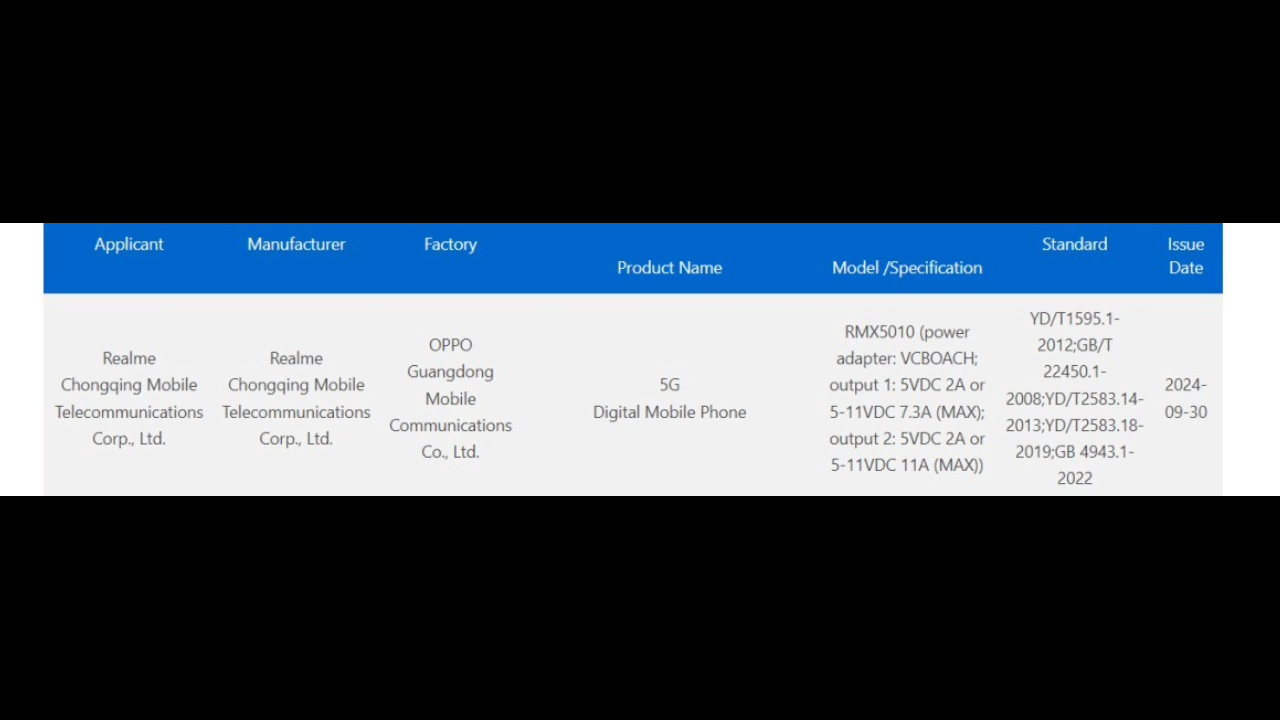 Applicant
Manufacturer
Factory
Product Name
Model /Specification
Standard
Issue
Date
Realme
Chongqing Mobile
Telecommunications
Corp., Ltd.
Realme
Chongqing Mobile
Telecommunications
Corp., Ltd.
OPPO
Guangdong
Mobile
Communications
Co., Ltd.
5G
Digital Mobile Phone
RMX5010 (power
adapter: VCBOACH;
output 1: 5VDC 2A or
5-11VDC 7.3A (MAX);
output 2: 5VDC 2A or
5-11VDC 11A (MAX))
YD/T1595.1-
2012;GB/T
22450.1-
2008;YD/T2583.14-
2013;YD/T2583.18-
2019;GB 4943.1-
2022
2024-
09-30